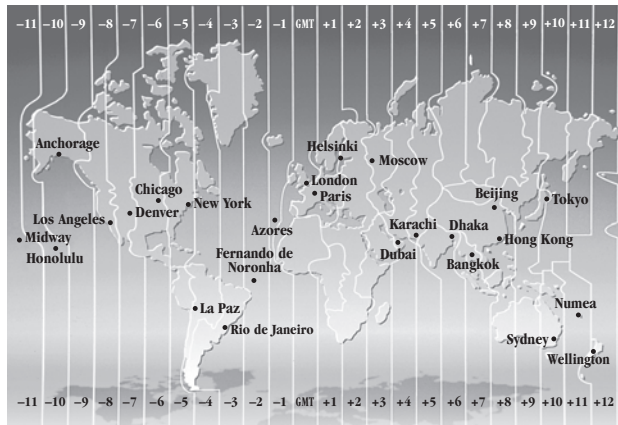 −11 −10 −9 −8 −7 −6 −5 −4 −3 −2 −1 GMT +1 +2 +3 +4 +5 +6 +7 +8 +9 +10 +11 +12
Anchorage
Helsinki
Moscow
London
Paris
Chicago
New York
Denver
Los Angeles
Beijing
Tokyo
Azores
Karachi
Dhaka
Midway
Honolulu
Hong Kong
Dubai
Bangkok
Fernando de
Noronha
La Paz
Rio de Janeiro
Numea
Sydney
Wellington
−11 −10 −9 −8 −7 −6 −5 −4 −3 −2 −1 GMT +1 +2 +3 +4 +5 +6 +7 +8 +9 +10 +11 +12